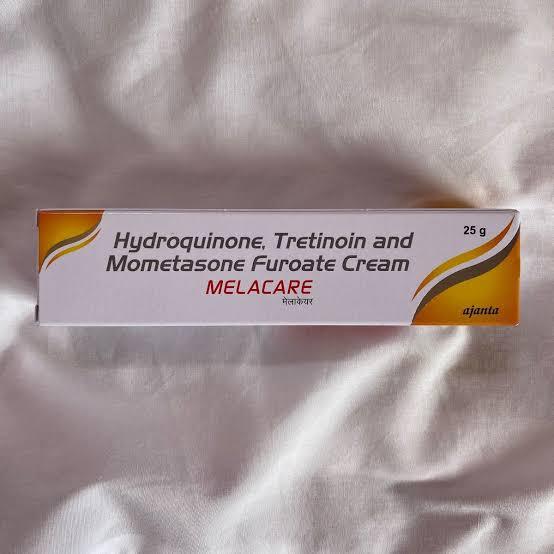 Hydroquinone, Tretinoin and
Mometasone Furoate Cream
MELACARE
मेलाकेयर
25 g
ajanta